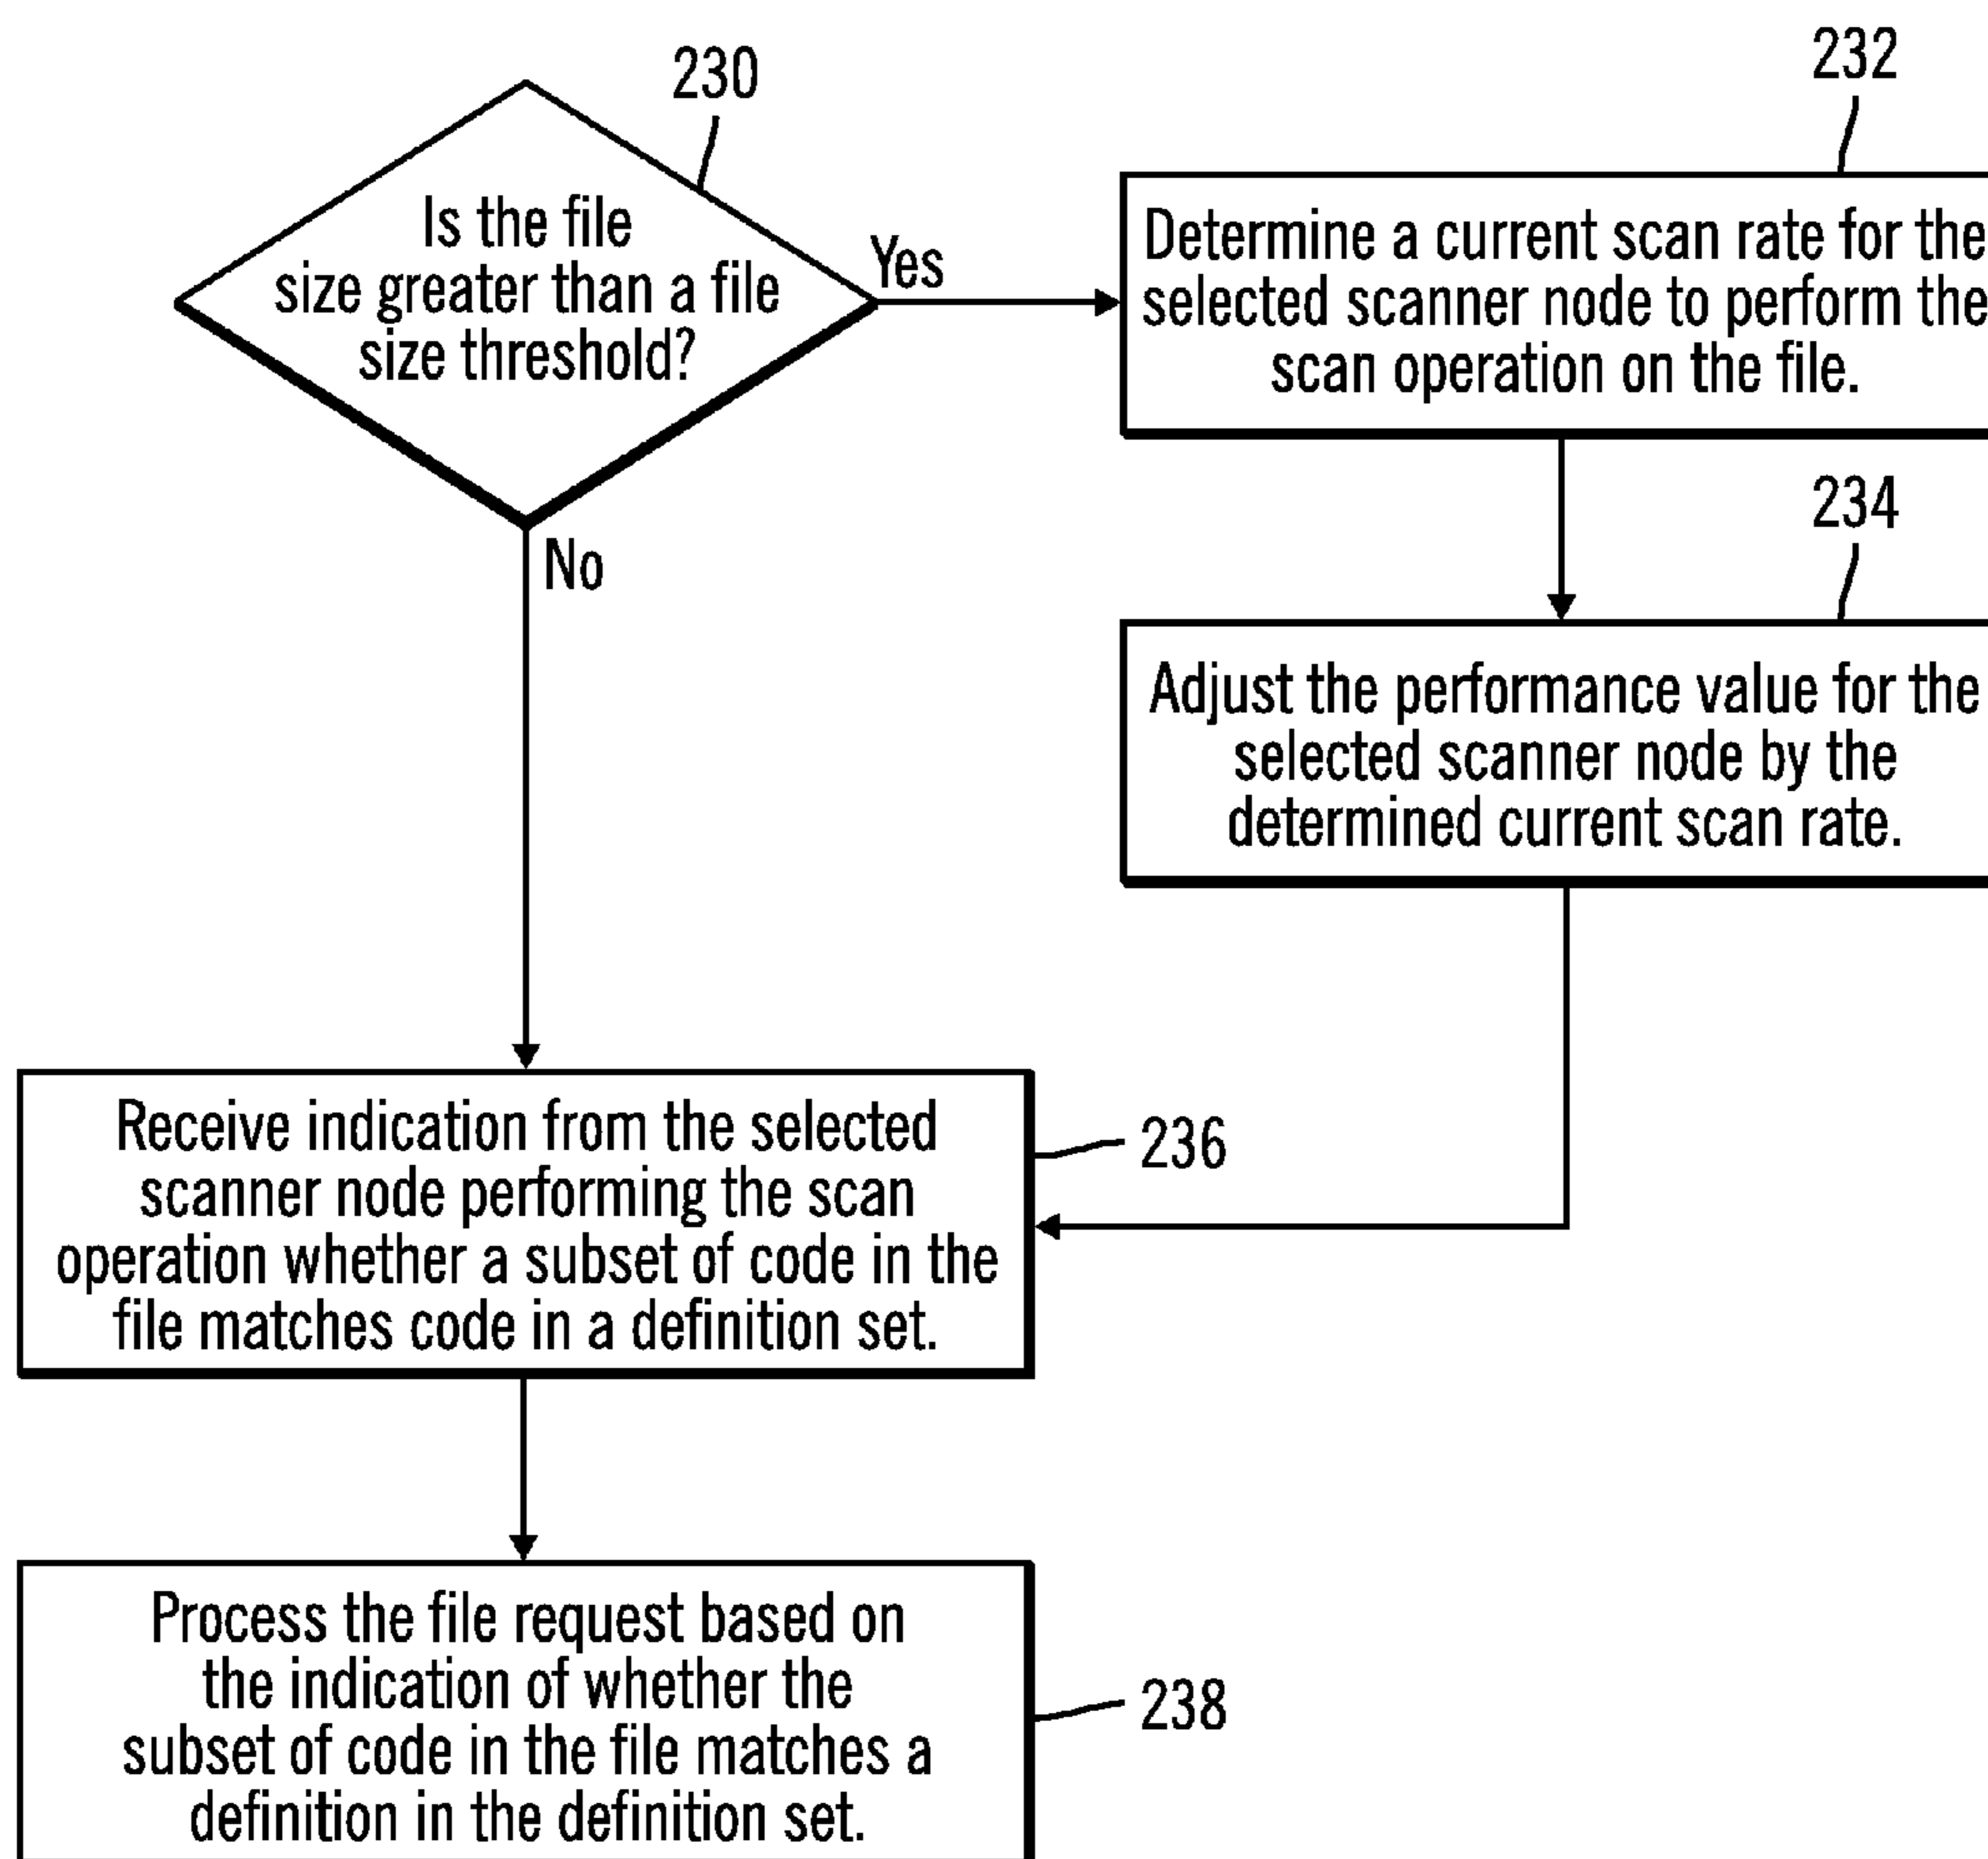 230
Is the file
size greater than a file
size threshold?
Yes
No
232
Determine a current scan rate for the
selected scanner node to perform the
scan operation on the file.
234
Adjust the performance value for the
selected scanner node by the
determined current scan rate.
Receive indication from the selected
scanner node performing the scan
operation whether a subset of code in the
file matches code in a definition set.
236
Process the file request based on
the indication of whether the
subset of code in the file matches a
definition in the definition set.
238